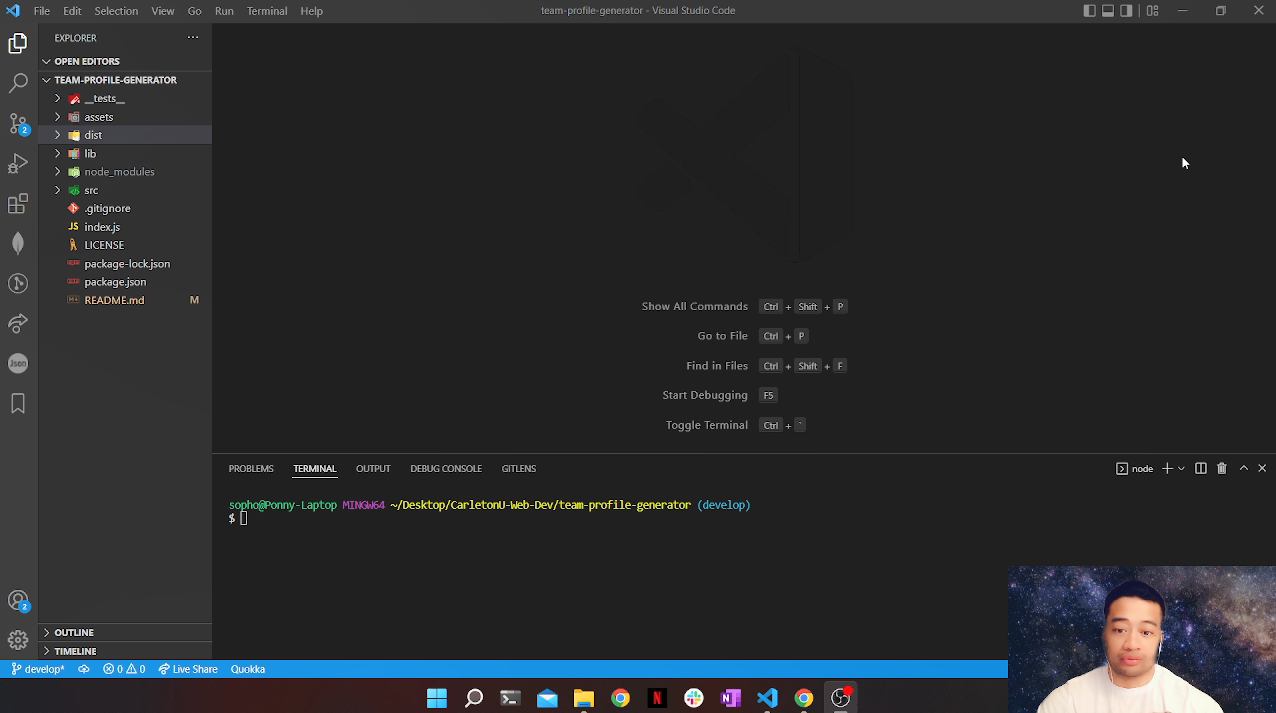 File Edit Selection View Go Run Terminal Help team-profile-generator - Visual Studio Code
EXPLORER
OPEN EDITORS
TEAM-PROFILE-GENERATOR
__tests__
assets
dist
lib
node_modules
src
.gitignore
JS index.js
LICENSE
package-lock.json
package.json
README.md M
2
Json
Show All Commands Ctrl + Shift + P
Go to File Ctrl + P
Find in Files Ctrl + Shift + F
Start Debugging F5
Toggle Terminal Ctrl + `
PROBLEMS TERMINAL OUTPUT DEBUG CONSOLE GITLENS node
sopho@Ponny-Laptop MINGW64 ~/Desktop/CarletonU-Web-Dev/team-profile-generator (develop)
$
2
OUTLINE
TIMELINE
develop* 0 0 Live Share Quokka
N N